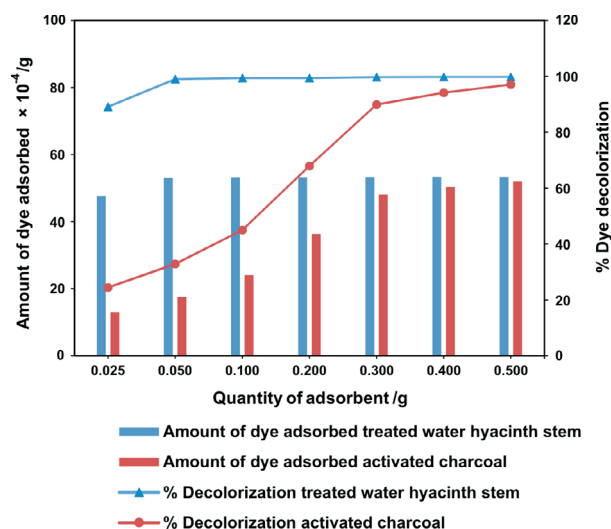 100
80
60
40
20
0
Amount of dye adsorbed × 10⁻⁴/g
120
100
80
60
40
20
0
% Dye decolorization
0.025 0.050 0.100 0.200 0.300 0.400 0.500
Quantity of adsorbent /g
Amount of dye adsorbed treated water hyacinth stem
Amount of dye adsorbed activated charcoal
% Decolorization treated water hyacinth stem
% Decolorization activated charcoal